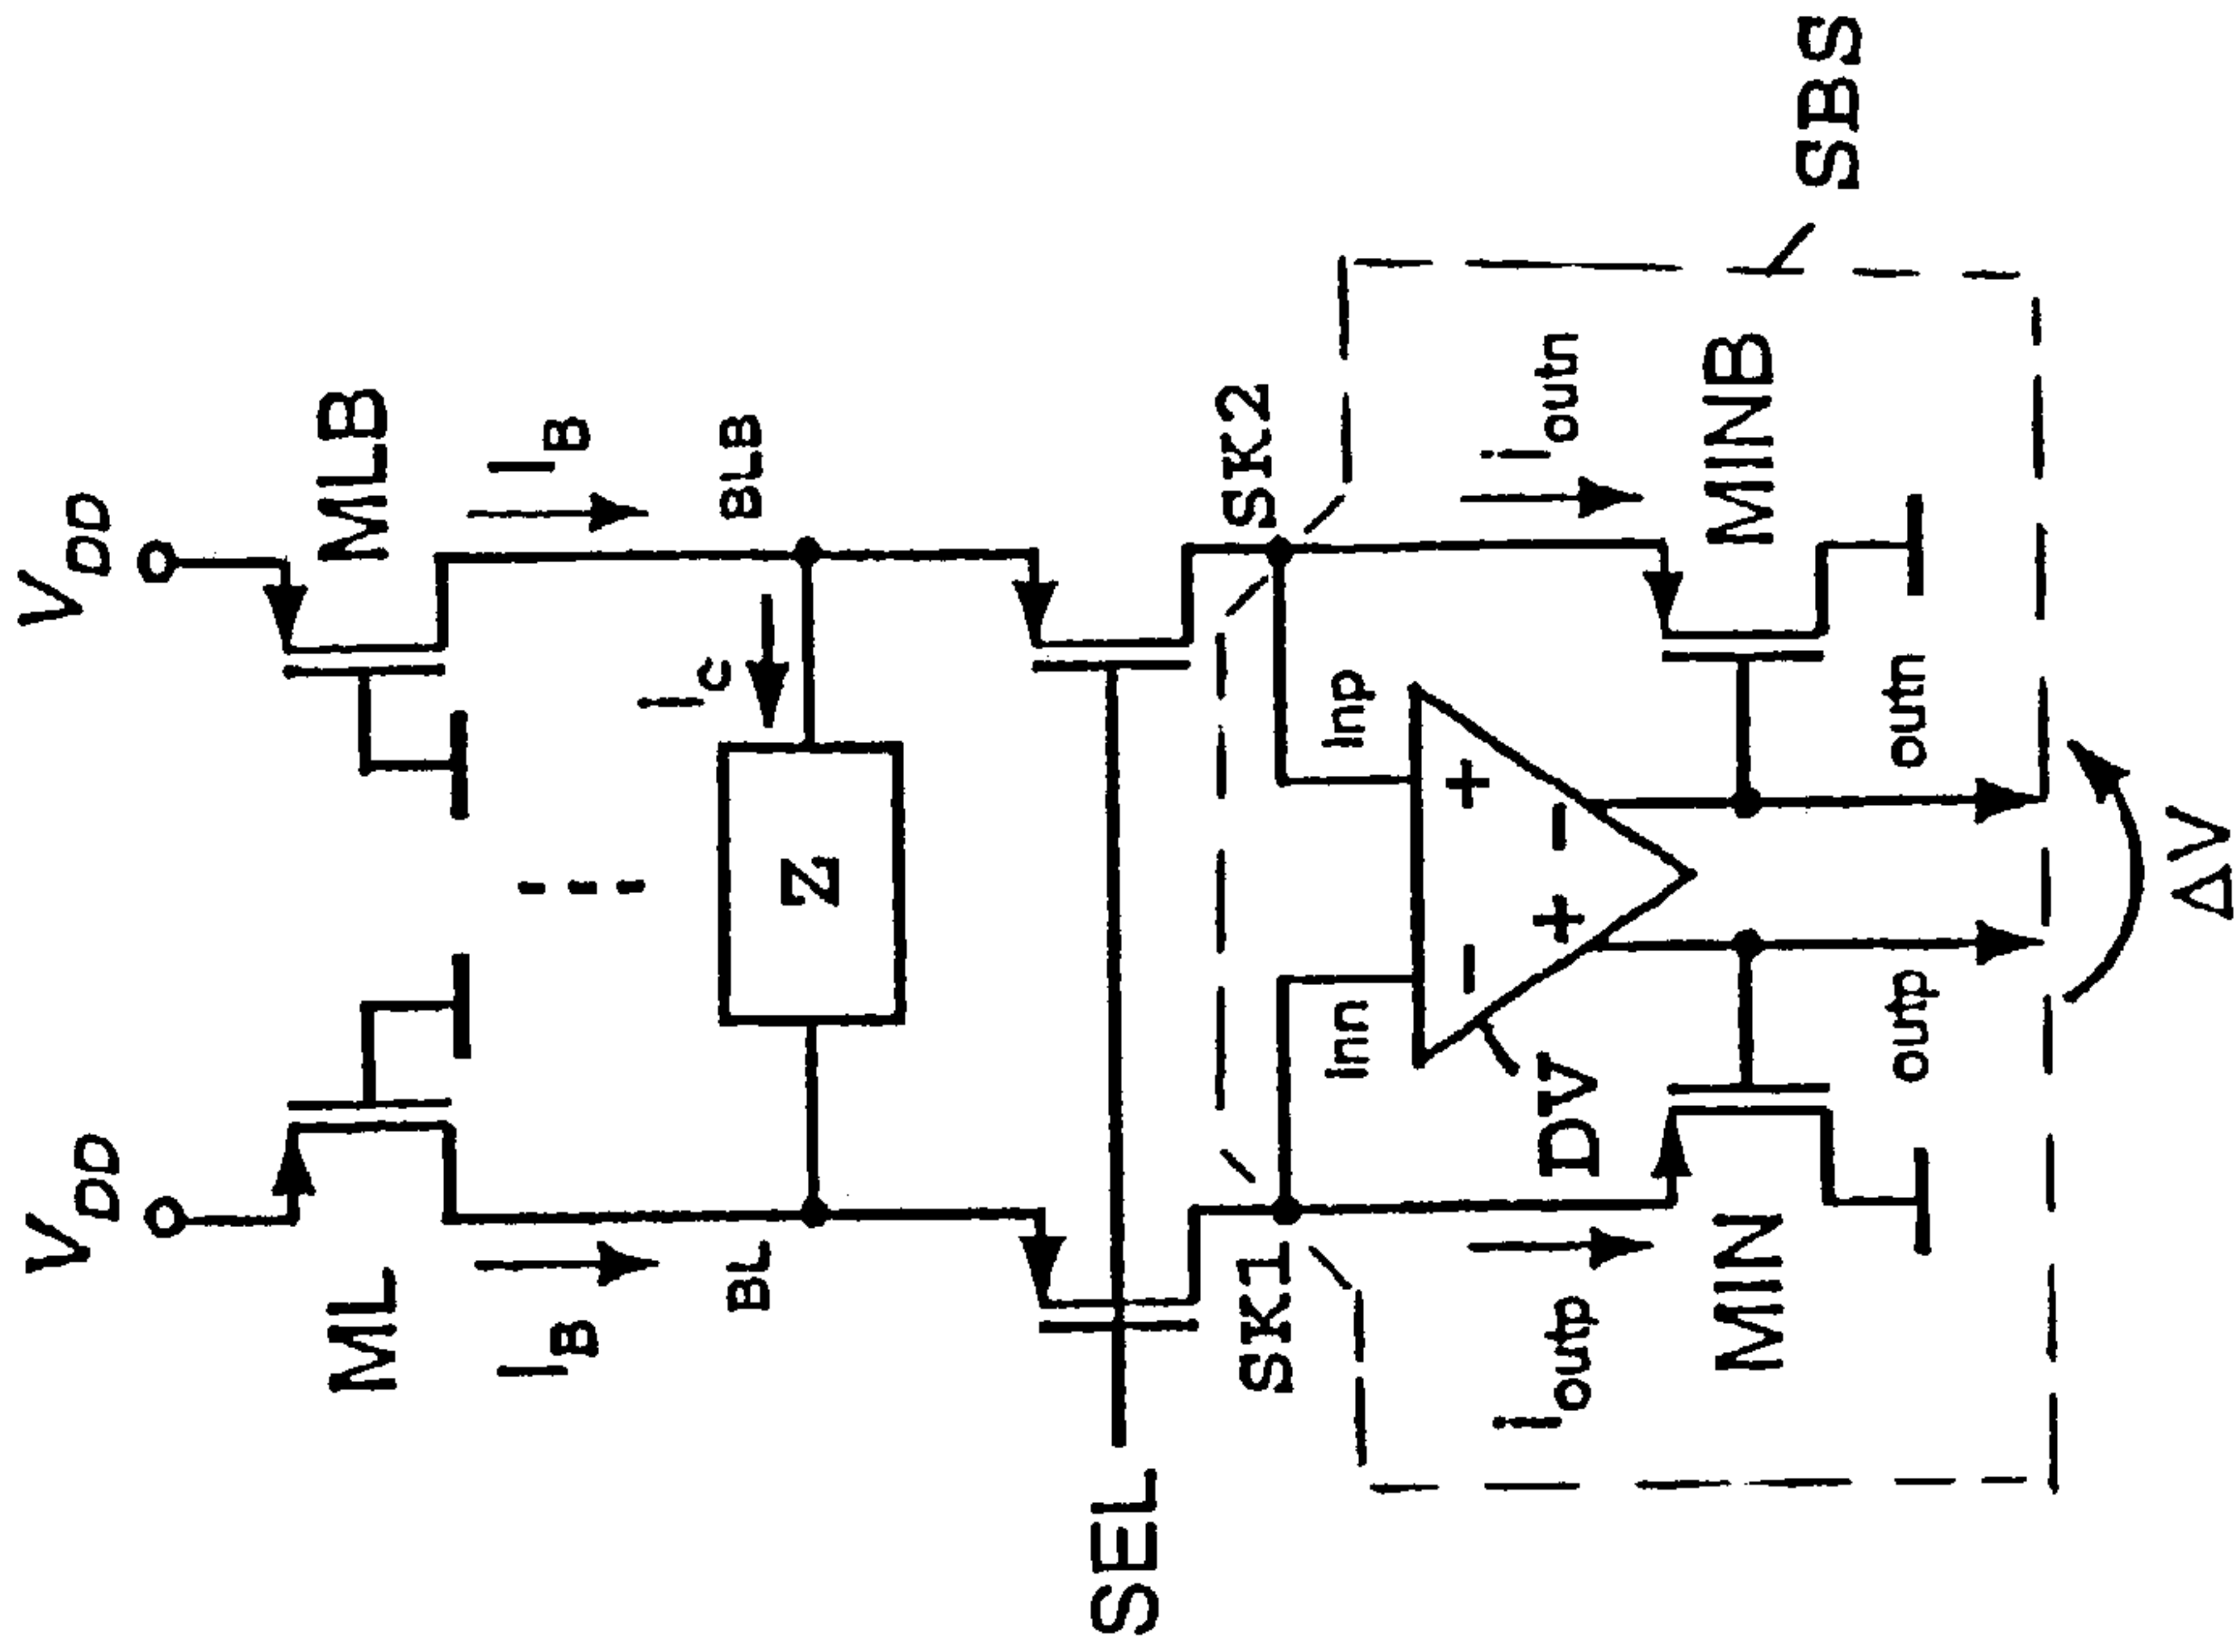 VDD
VDD
ML
MLB
IB
IB
BL
BLB
iC
Z
SEL
SK1
SK2
inn
inp
− +
+ −
DV
ioutp
ioutn
MIN
MINB
outp
outn
SBS
ΔV